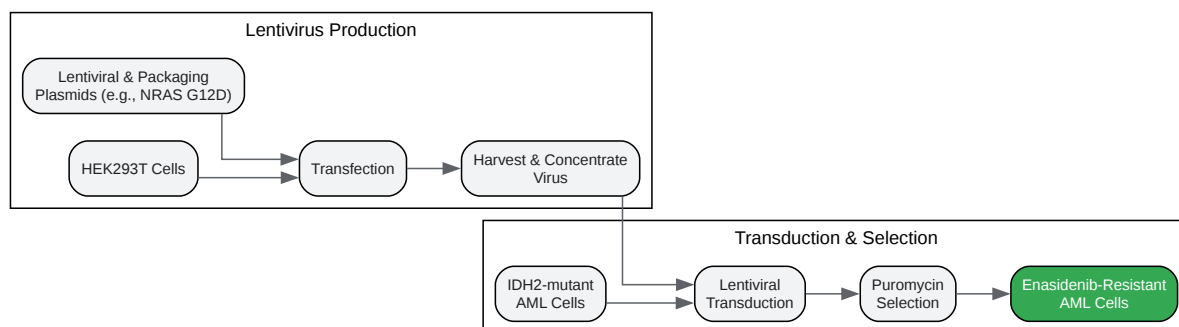 Lentivirus Production
Lentiviral & Packaging
Plasmids (e.g., NRAS G12D)
HEK293T Cells
Transfection
Harvest & Concentrate
Virus
Transduction & Selection
IDH2-mutant
AML Cells
Lentiviral
Transduction
Puromycin
Selection
Enasidenib-Resistant
AML Cells